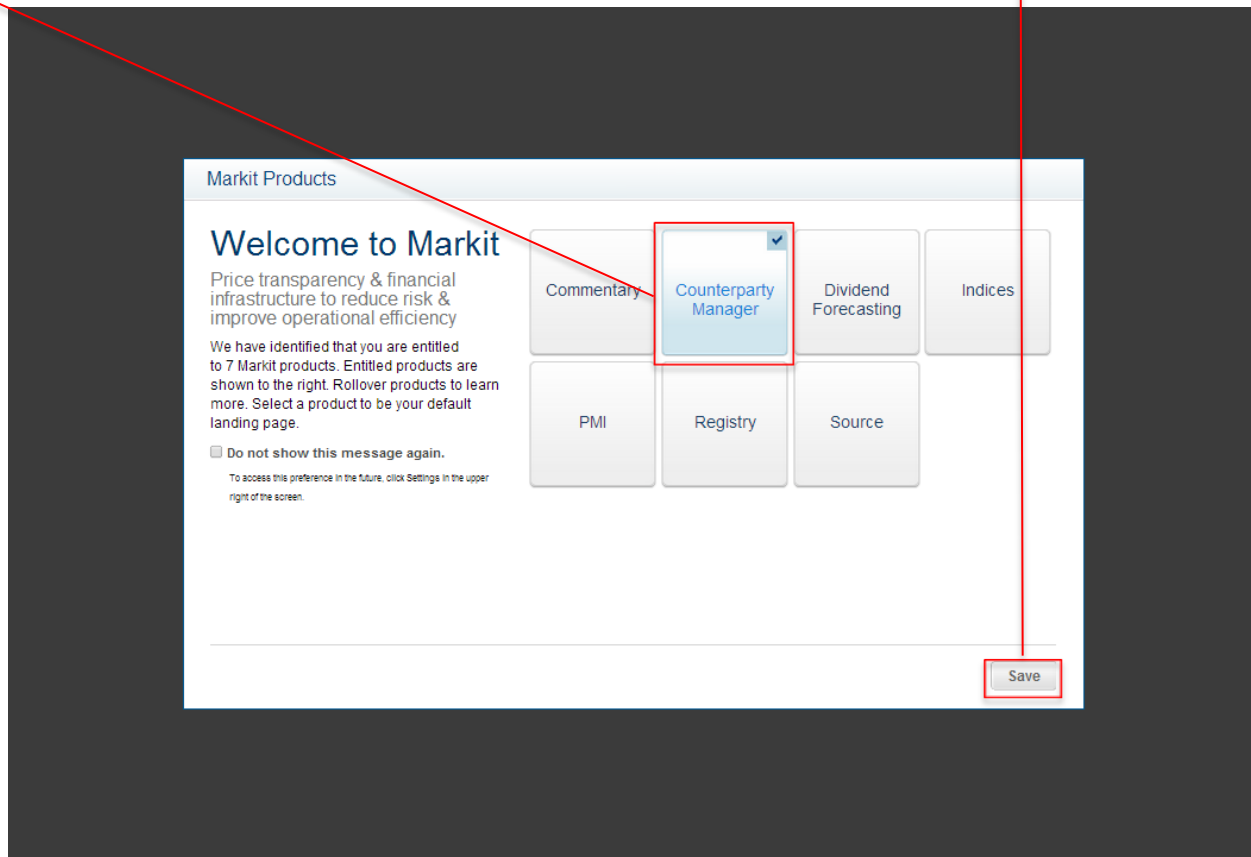 Markit Products
Welcome to Markit
Price transparency & financial
infrastructure to reduce risk &
improve operational efficiency
We have identified that you are entitled
to 7 Markit products. Entitled products are
shown to the right. Rollover products to learn
more. Select a product to be your default
landing page.
Do not show this message again.
To access this preference in the future, click Settings in the upper
right of the screen.
Commentary
Counterparty
Manager
Dividend
Forecasting
Indices
PMI
Registry
Source
Save